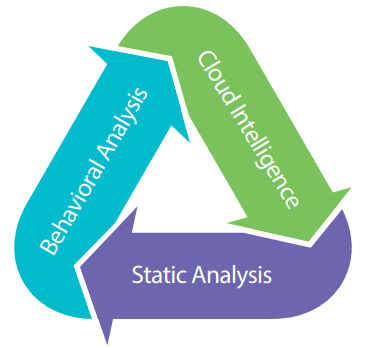 Behavioral Analysis
Cloud Intelligence
Static Analysis